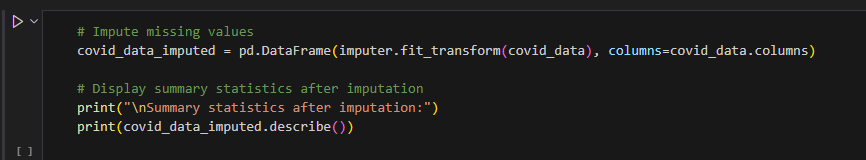 # Impute missing values
covid_data_imputed = pd.DataFrame(imputer.fit_transform(covid_data), columns=covid_data.columns)
# Display summary statistics after imputation
print("\nSummary statistics after imputation:")
print(covid_data_imputed.describe())
[ ]